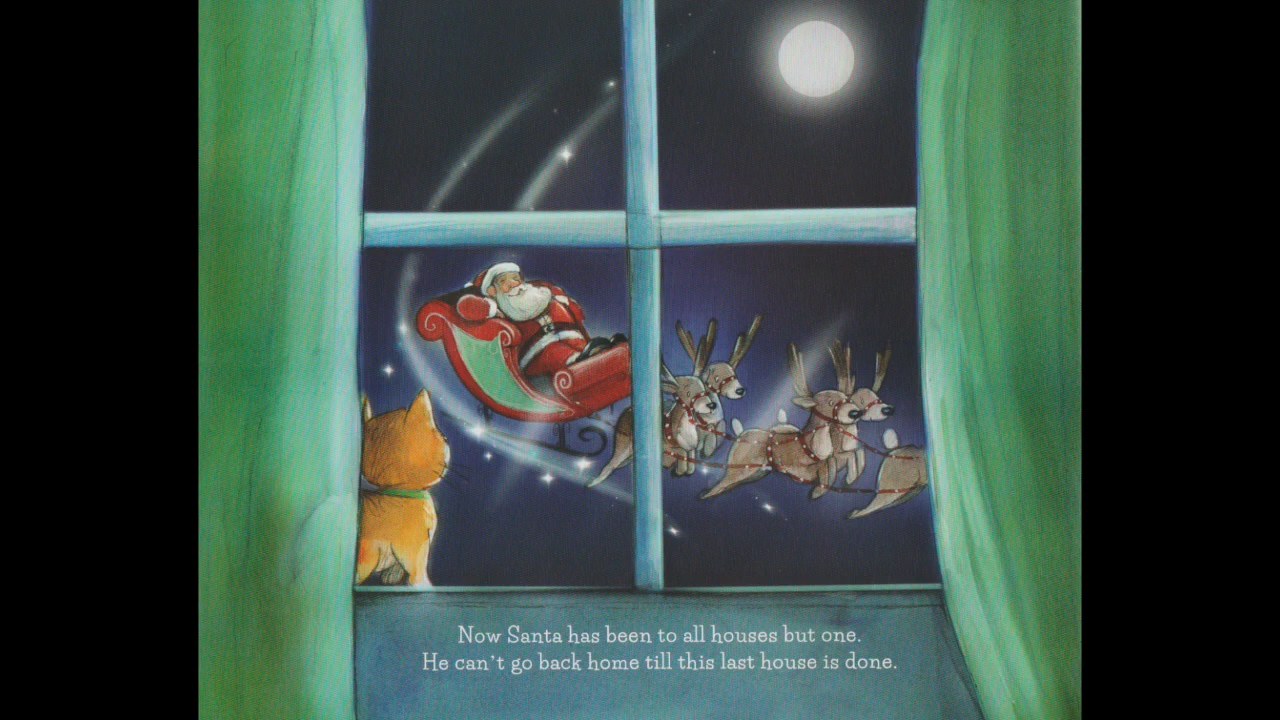 Now Santa has been to all houses but one.
He can't go back home till this last house is done.